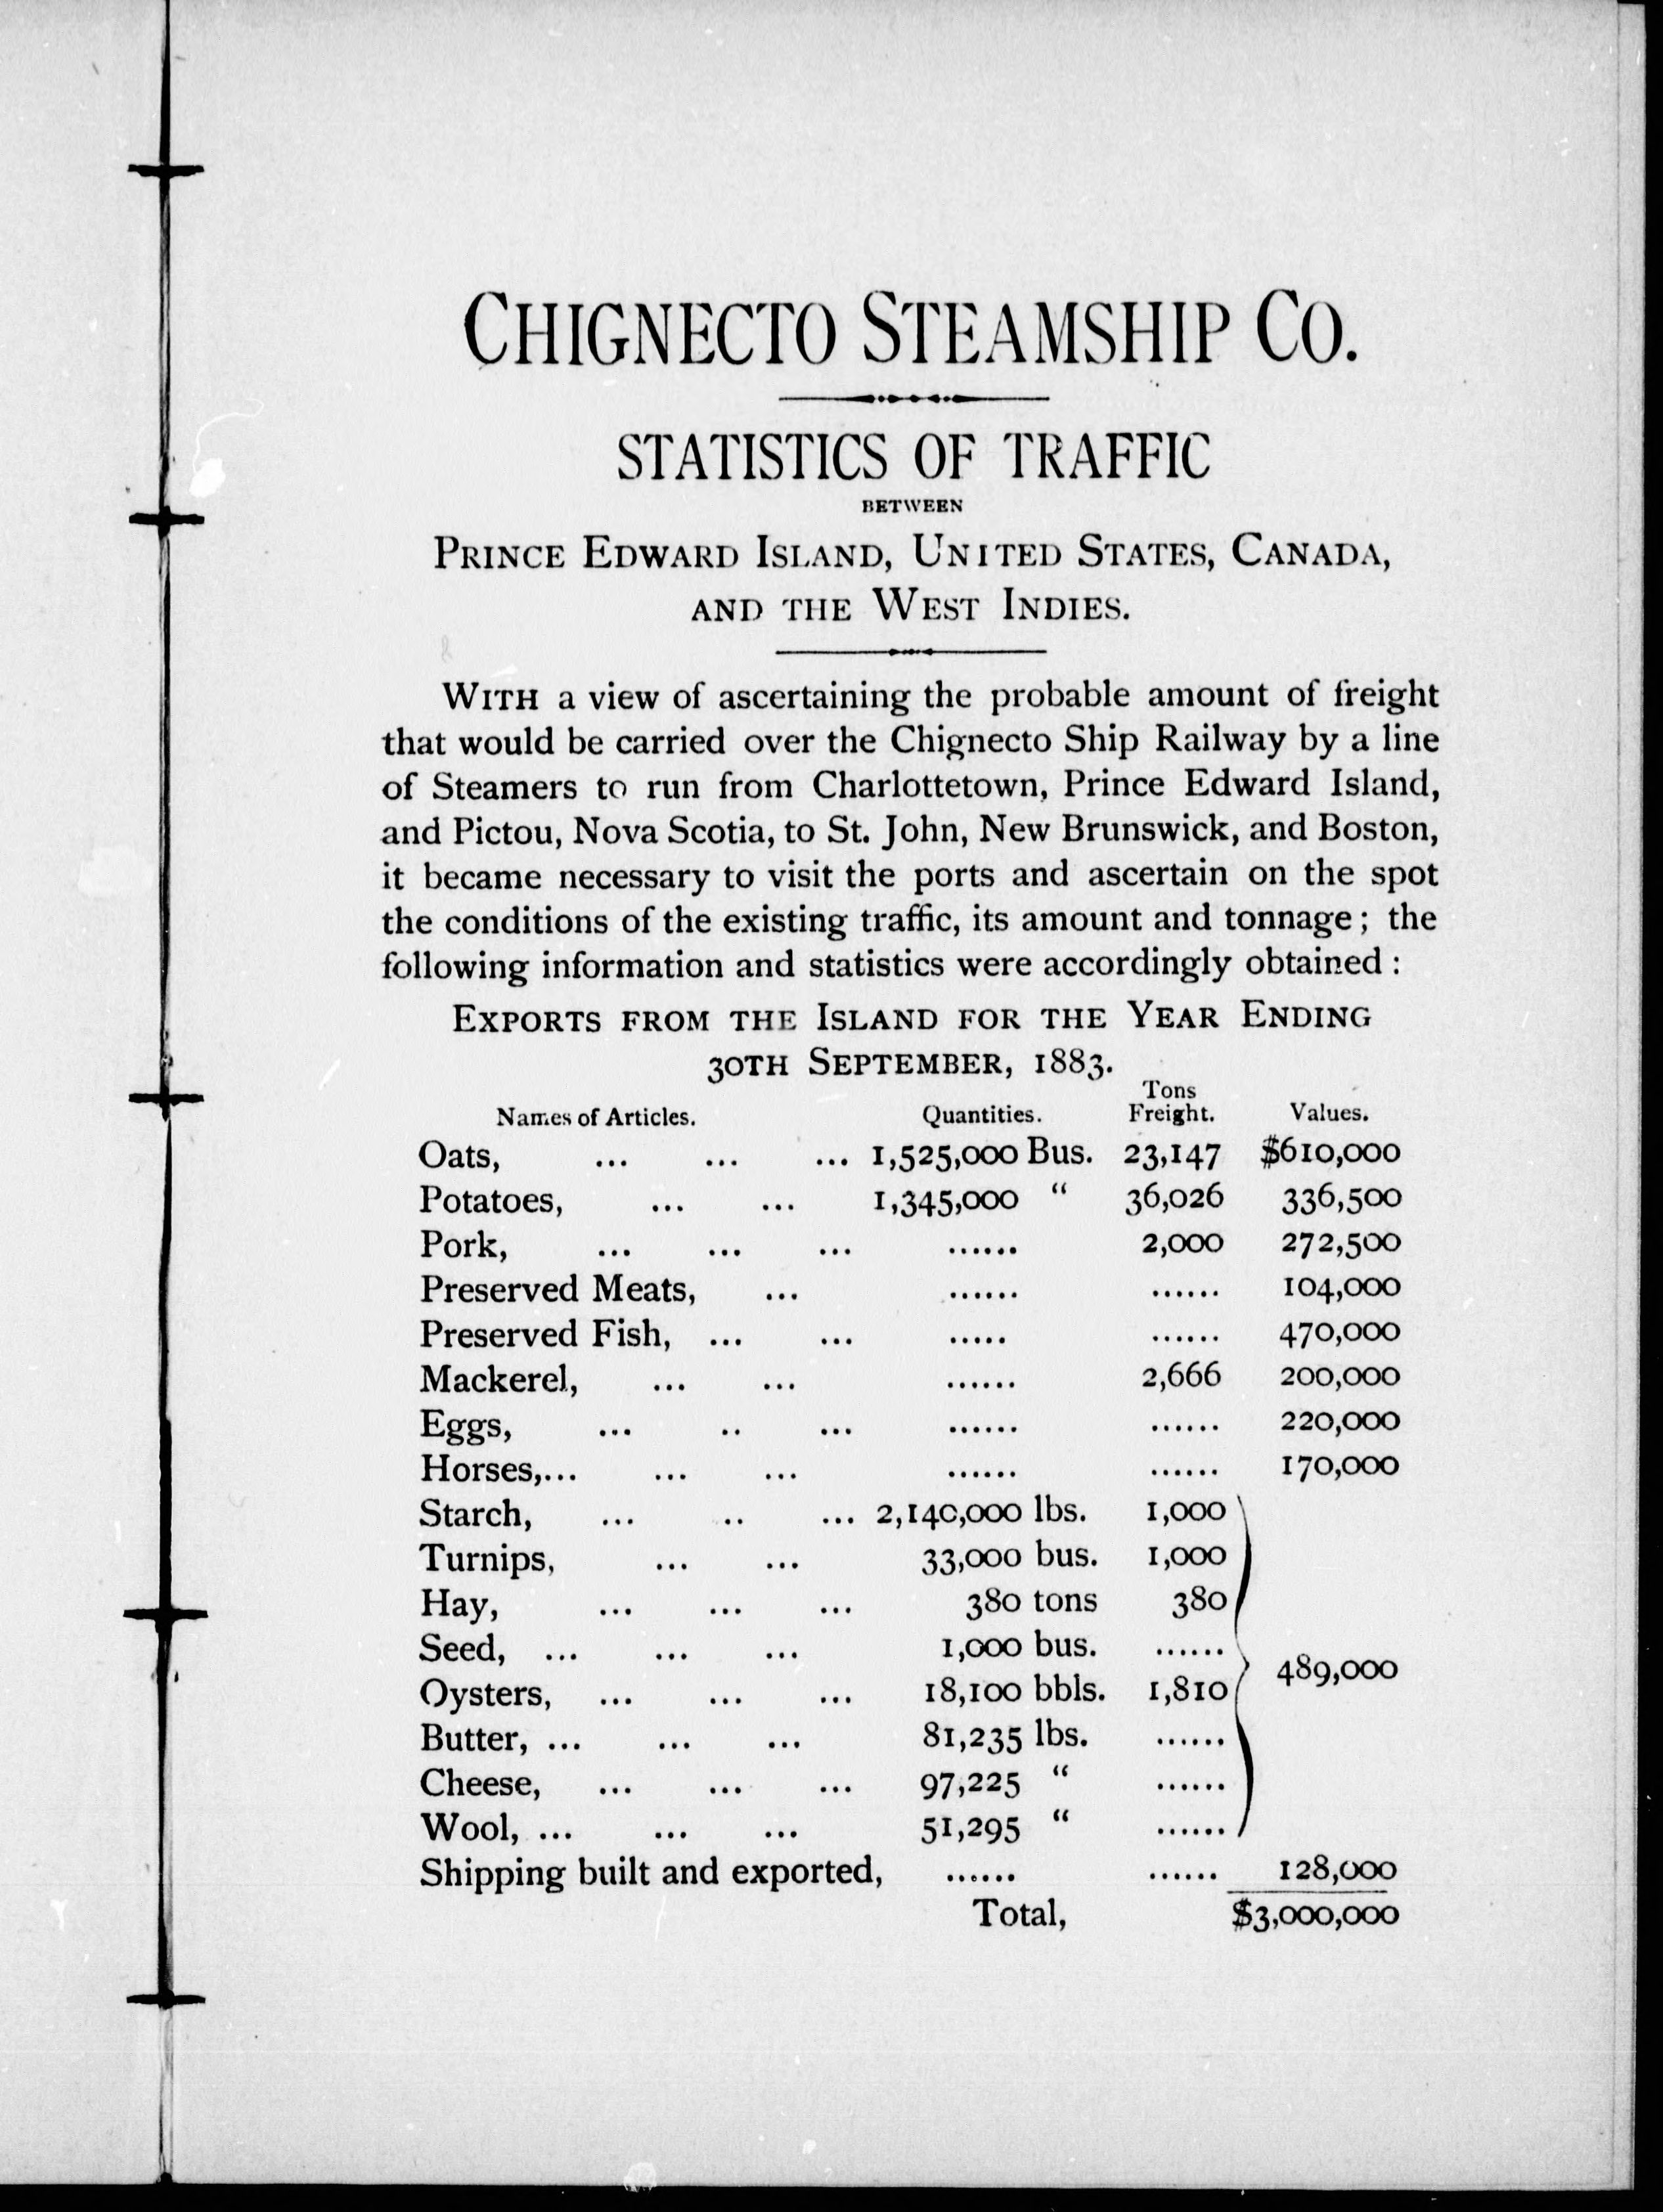 CHIGNECTO STEAMSHIP CO.
STATISTICS OF TRAFFIC
BETWEEN
PRINCE EDWARD ISLAND, UNITED STATES, CANADA,
AND THE WEST INDIES.
WITH a view of ascertaining the probable amount of freight
that would be carried over the Chignecto Ship Railway by a line
of Steamers to run from Charlottetown, Prince Edward Island,
and Pictou, Nova Scotia, to St. John, New Brunswick, and Boston,
it became necessary to visit the ports and ascertain on the spot
the conditions of the existing traffic, its amount and tonnage; the
following information and statistics were accordingly obtained:
EXPORTS FROM THE ISLAND FOR THE YEAR ENDING
30TH SEPTEMBER, 1883.
Names of Articles. Quantities. Tons Freight. Values.
Oats, ... ... ... 1,525,000 Bus. 23,147 $610,000
Potatoes, ... ... 1,345,000 “ 36,026 336,500
Pork, ... ... ... ...... 2,000 272,500
Preserved Meats, ... ...... ...... 104,000
Preserved Fish, ... ... ..... ...... 470,000
Mackerel, ... ... ...... 2,666 200,000
Eggs, ... .. ... ...... ...... 220,000
Horses,... ... ... ...... ...... 170,000
Starch, ... .. ... 2,140,000 lbs. 1,000
Turnips, ... ... 33,000 bus. 1,000
Hay, ... ... ... 380 tons 380
Seed, ... ... ... 1,000 bus. ......
489,000
Oysters, ... ... ... 18,100 bbls. 1,810
Butter, ... ... ... 81,235 lbs. ......
Cheese, ... ... ... 97,225 “ ......
Wool, ... ... ... 51,295 “ ......
Shipping built and exported, ...... ...... 128,000
Total, $3,000,000